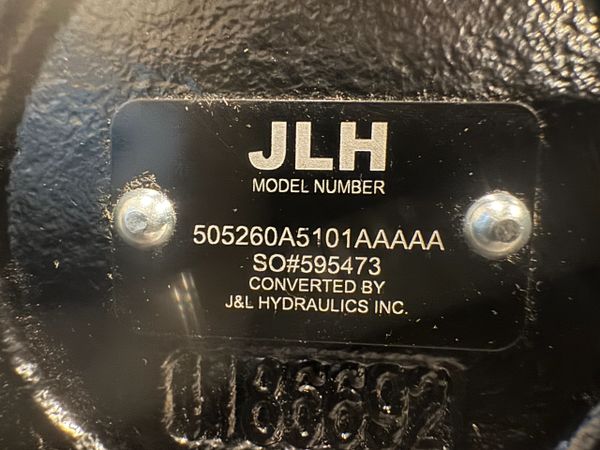 JLH
MODEL NUMBER
505260A5101AAAAA
SO#595473
CONVERTED BY
J&L HYDRAULICS INC.